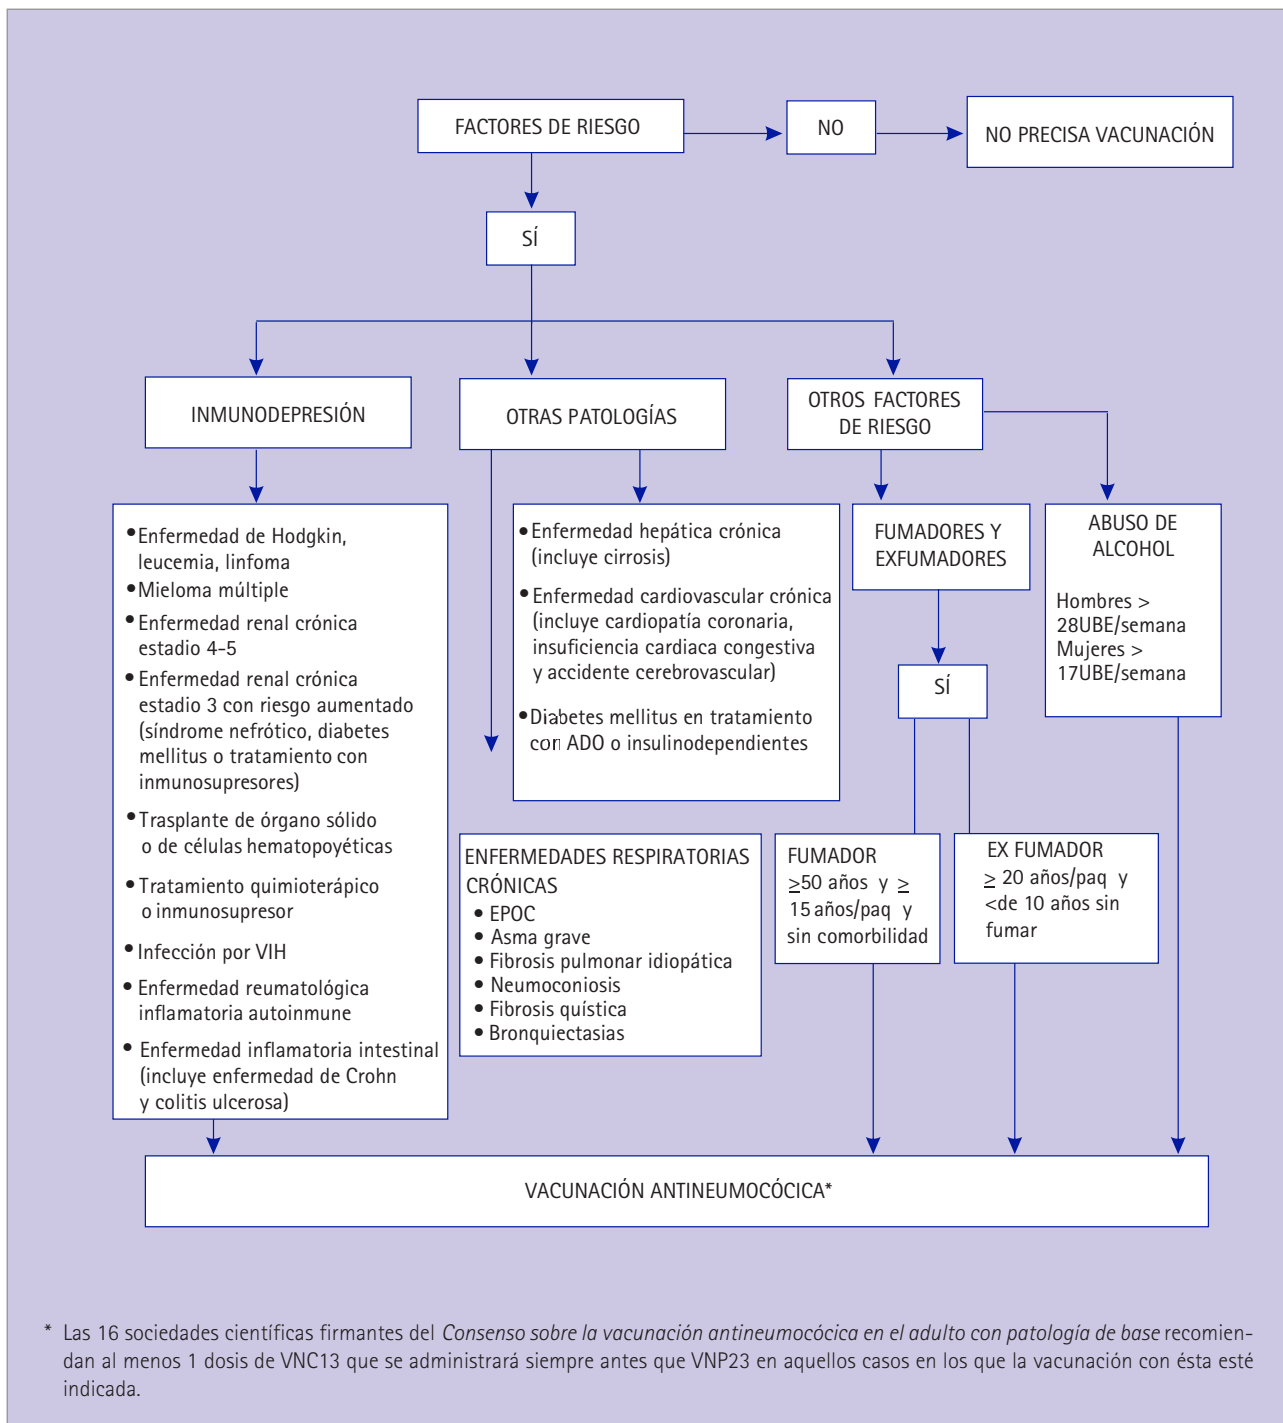 FACTORES DE RIESGO
NO
NO PRECISA VACUNACIÓN
SÍ
INMUNODEPRESIÓN
OTRAS PATOLOGÍAS
OTROS FACTORES
DE RIESGO
• Enfermedad de Hodgkin,
leucemia, linfoma
• Mieloma múltiple
• Enfermedad renal crónica
estadio 4-5
• Enfermedad renal crónica
estadio 3 con riesgo aumentado
(síndrome nefrótico, diabetes
mellitus o tratamiento con
inmunosupresores)
• Trasplante de órgano sólido
o de células hematopoyéticas
• Tratamiento quimioterápico
o inmunosupresor
• Infección por VIH
• Enfermedad reumatológica
inflamatoria autoinmune
• Enfermedad inflamatoria intestinal
(incluye enfermedad de Crohn
y colitis ulcerosa)
• Enfermedad hepática crónica
(incluye cirrosis)
• Enfermedad cardiovascular crónica
(incluye cardiopatía coronaria,
insuficiencia cardiaca congestiva
y accidente cerebrovascular)
• Diabetes mellitus en tratamiento
con ADO o insulinodependientes
ENFERMEDADES RESPIRATORIAS
CRÓNICAS
• EPOC
• Asma grave
• Fibrosis pulmonar idiopática
• Neumoconiosis
• Fibrosis quística
• Bronquiectasias
FUMADORES Y
EXFUMADORES
SÍ
FUMADOR
≥50 años y ≥
15 años/paq y
sin comorbilidad
EX FUMADOR
≥ 20 años/paq y
<de 10 años sin
fumar
ABUSO DE
ALCOHOL
Hombres >
28UBE/semana
Mujeres >
17UBE/semana
VACUNACIÓN ANTINEUMOCÓCICA*
* Las 16 sociedades científicas firmantes del Consenso sobre la vacunación antineumocócica en el adulto con patología de base recomien-
dan al menos 1 dosis de VNC13 que se administrará siempre antes que VNP23 en aquellos casos en los que la vacunación con ésta esté
indicada.